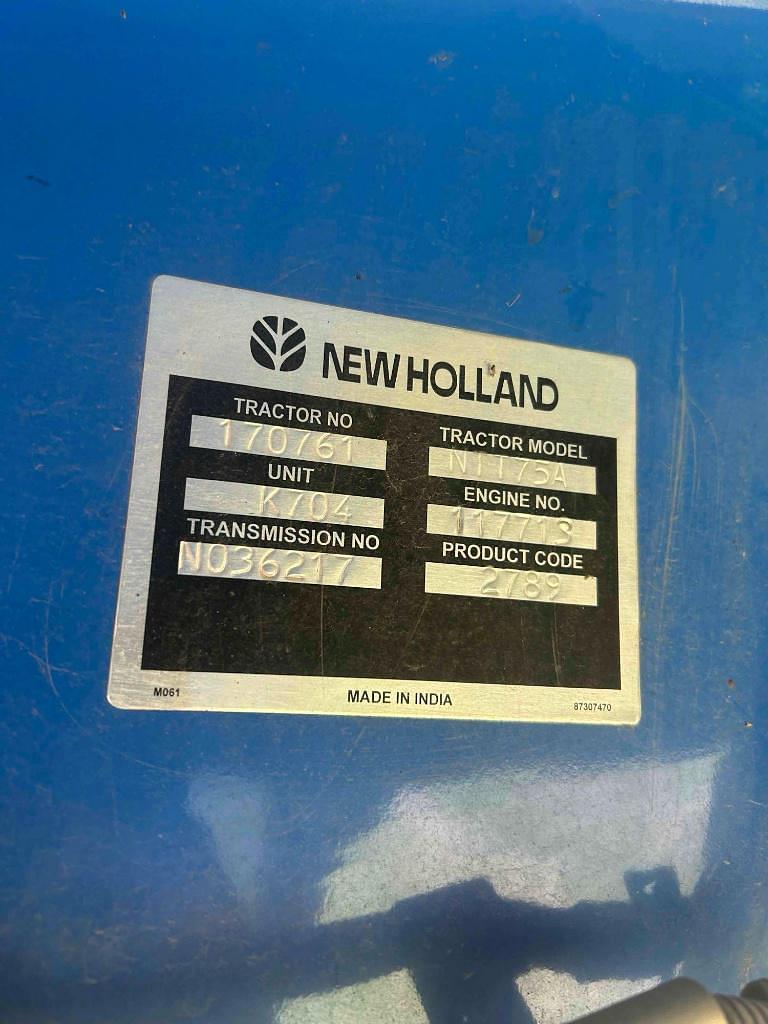 NEW HOLLAND
TRACTOR NO
170761
TRACTOR MODEL
NTT75A
UNIT
K704
ENGINE NO.
117713
TRANSMISSION NO
N036217
PRODUCT CODE
2789
M061
MADE IN INDIA
87307470